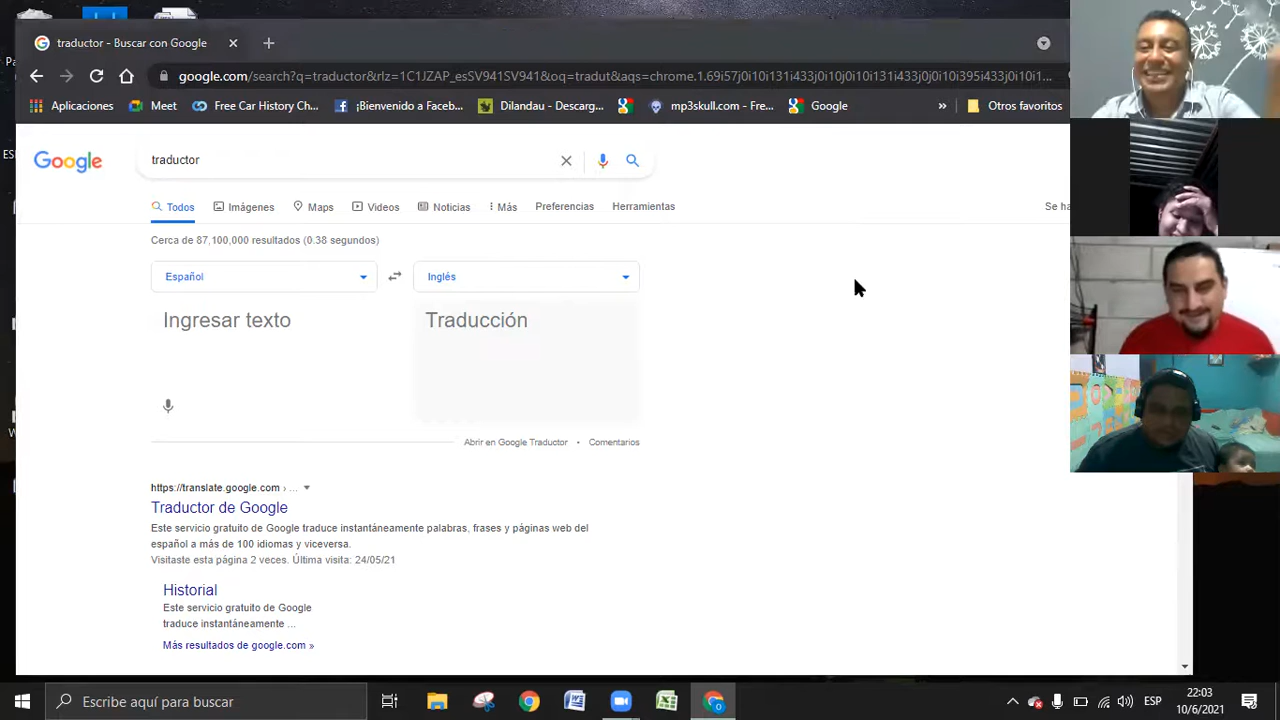 traductor - Buscar con Google
google.com/search?q=traductor&rlz=1C1JZAP_esSV941SV941&oq=tradut&aqs=chrome.1.69i57j0i10i131i433j0i10j0i10i131i433j0i10i395i433j0i10i1...
Aplicaciones Meet Free Car History Ch... ¡Bienvenido a Faceb... Dilandau - Descarg... mp3skull.com - Fre... Google » Otros favoritos
Google traductor
Todos Imágenes Maps Videos Noticias Más Preferencias Herramientas Se ha
Cerca de 87,100,000 resultados (0.38 segundos)
Español Inglés
Ingresar texto Traducción
Abrir en Google Traductor • Comentarios
https://translate.google.com › ...
Traductor de Google
Este servicio gratuito de Google traduce instantáneamente palabras, frases y páginas web del
español a más de 100 idiomas y viceversa.
Visitaste esta página 2 veces. Última visita: 24/05/21
Historial
Este servicio gratuito de Google
traduce instantáneamente ...
Más resultados de google.com »
Escribe aquí para buscar ESP 22:03
10/6/2021